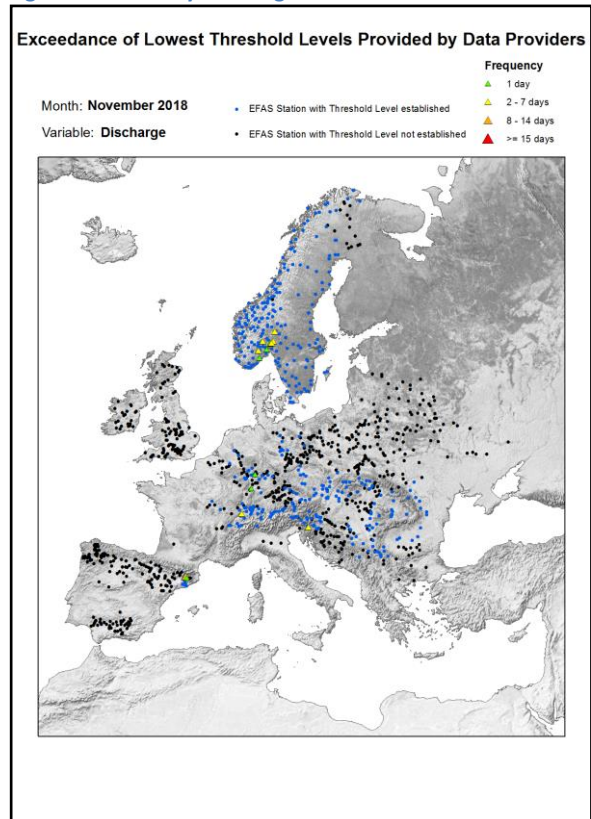 Exceedance of Lowest Threshold Levels Provided by Data Providers
Frequency
1 day
2 - 7 days
8 - 14 days
>= 15 days
Month: November 2018
EFAS Station with Threshold Level established
Variable: Discharge
EFAS Station with Threshold Level not established